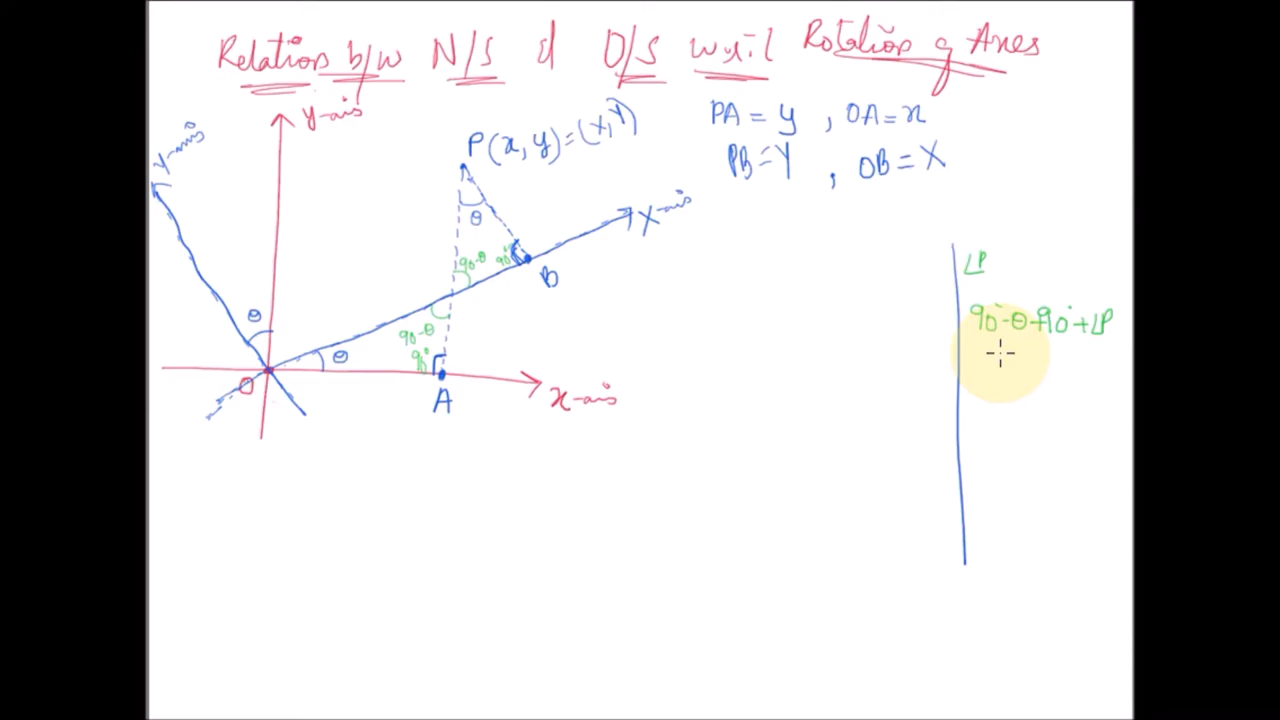 Relation b/w N/S & O/S w.r.t Rotation of Axes
y-axis
Y-axis
P(x, y) = (X, Y)
PA = y , OA = x
PB = Y , OB = X
X-axis
θ
90-θ 90°
B
∠P
90°-θ+90°+∠P
θ
90-θ
θ
90°
O
A
x-axis